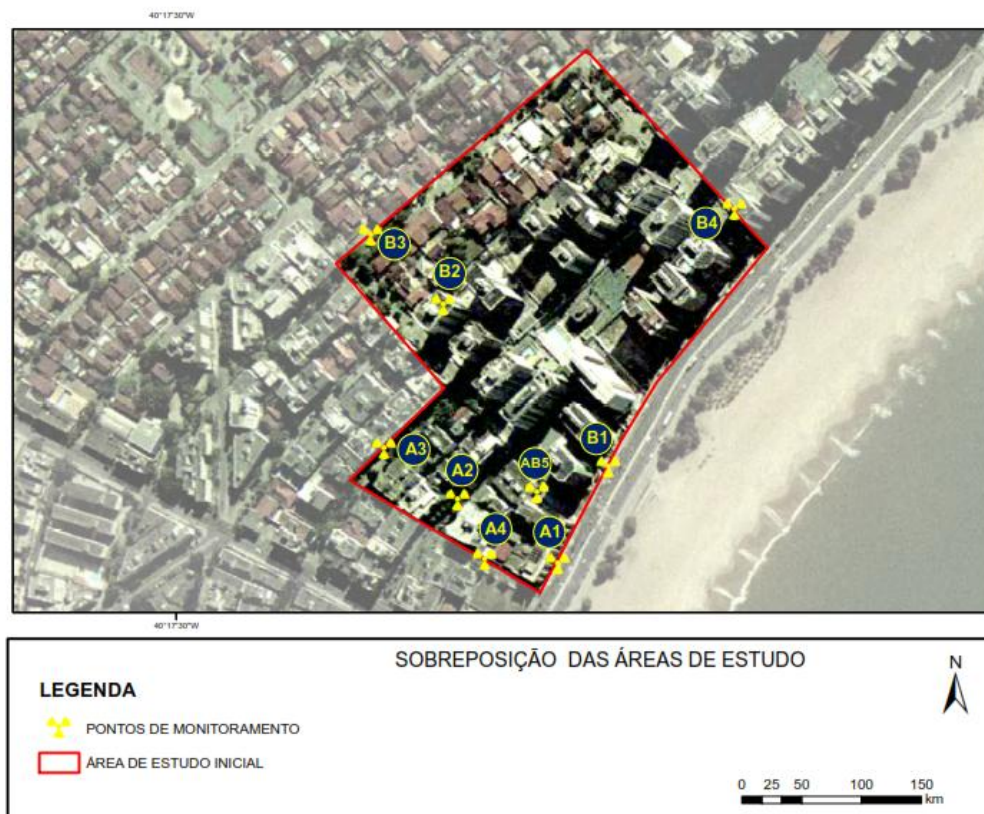 40°17'30"W
B4
B3
B2
B1
A3
AB5
A2
A4
A1
40°17'30"W
SOBREPOSIÇÃO DAS ÁREAS DE ESTUDO
N
LEGENDA
PONTOS DE MONITORAMENTO
ÁREA DE ESTUDO INICIAL
0 25 50 100 150
km